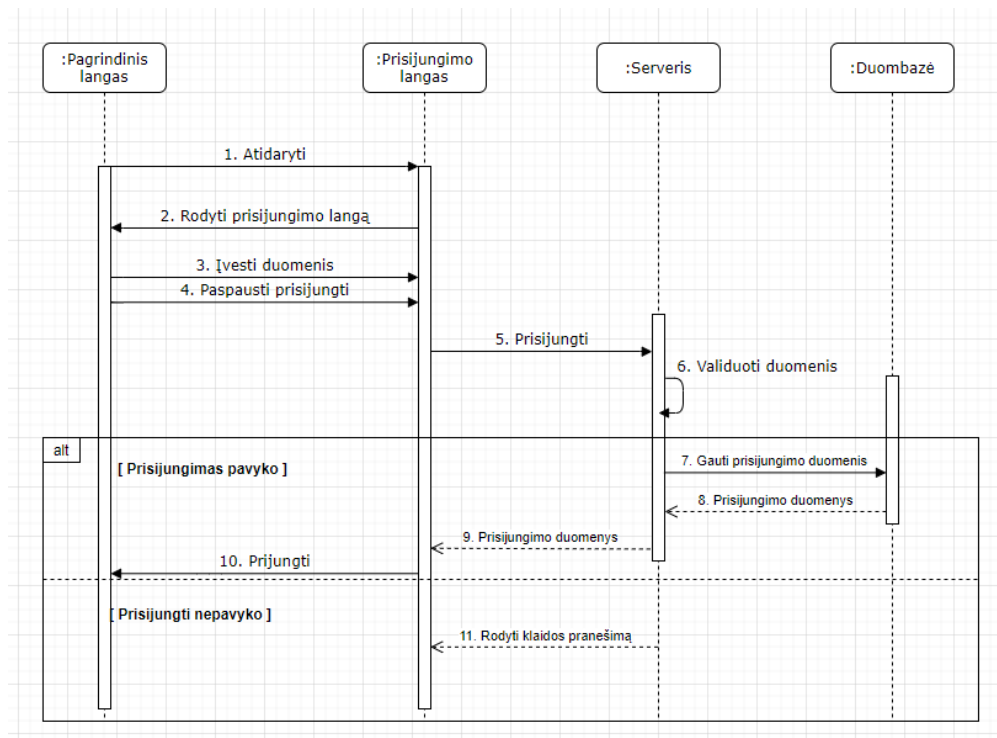 :Pagrindinis
langas
:Prisijungimo
langas
:Serveris
:Duombazė
1. Atidaryti
2. Rodyti prisijungimo langą
3. Įvesti duomenis
4. Paspausti prisijungti
5. Prisijungti
6. Validuoti duomenis
alt
[ Prisijungimas pavyko ]
7. Gauti prisijungimo duomenis
8. Prisijungimo duomenys
9. Prisijungimo duomenys
10. Prijungti
[ Prisijungti nepavyko ]
11. Rodyti klaidos pranešimą